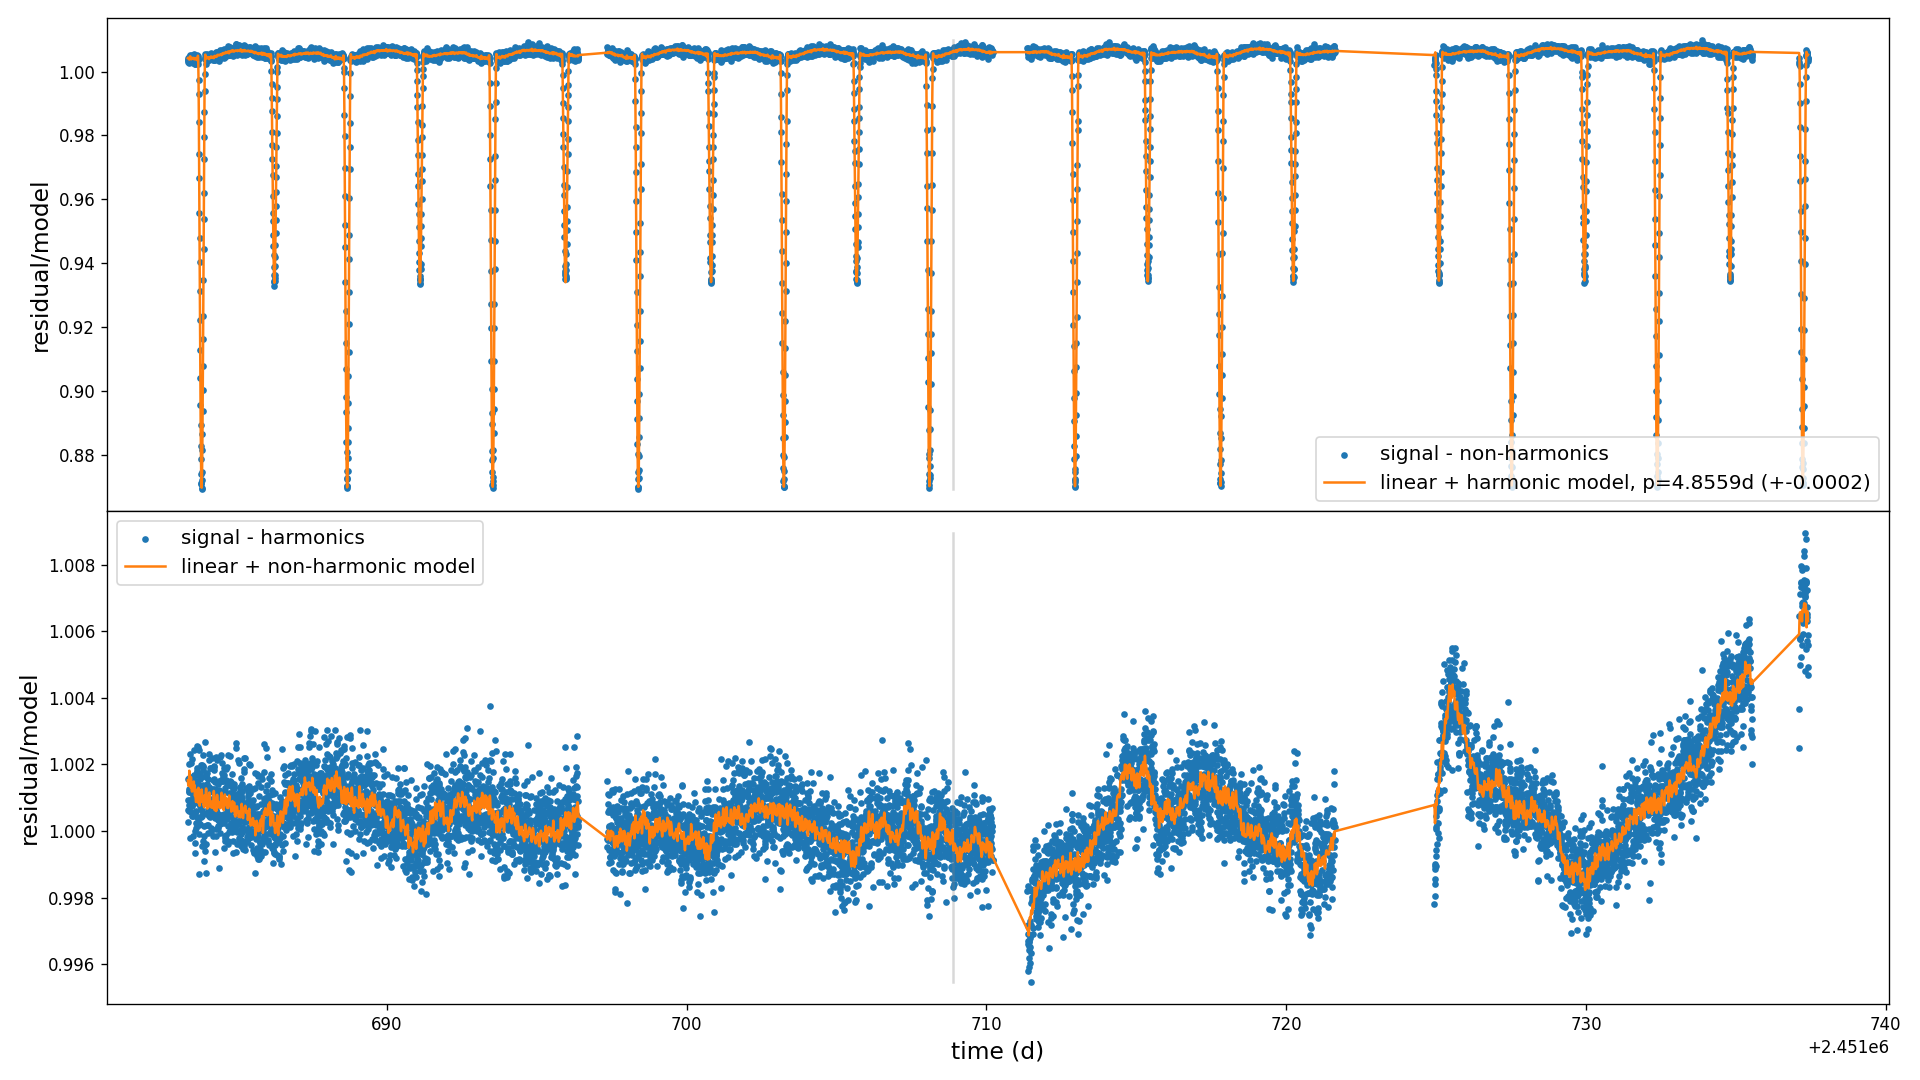 1.00
0.98
0.96
0.94
0.92
0.90
0.88
residual/model
signal - non-harmonics
linear + harmonic model, p=4.8559d (+-0.0002)
signal - harmonics
linear + non-harmonic model
1.008
1.006
1.004
1.002
1.000
0.998
0.996
residual/model
690
700
710
720
730
740
time (d)
+2.451e6